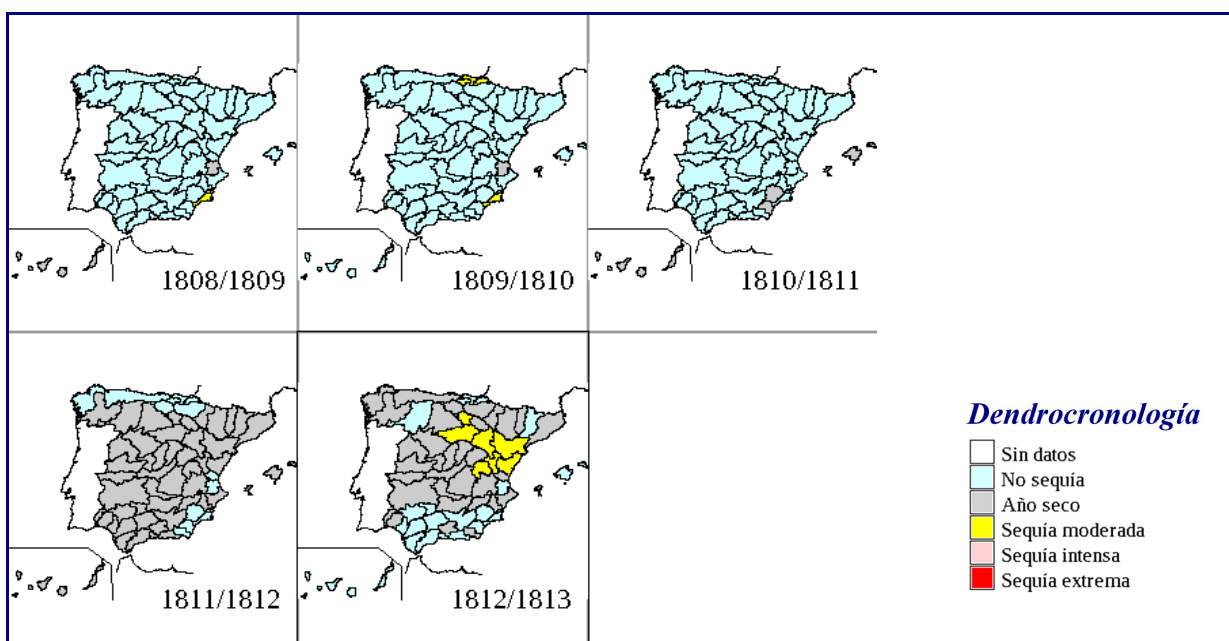 1808/1809
1809/1810
1810/1811
1811/1812
1812/1813
Dendrocronología
Sin datos
No sequía
Año seco
Sequía moderada
Sequía intensa
Sequía extrema